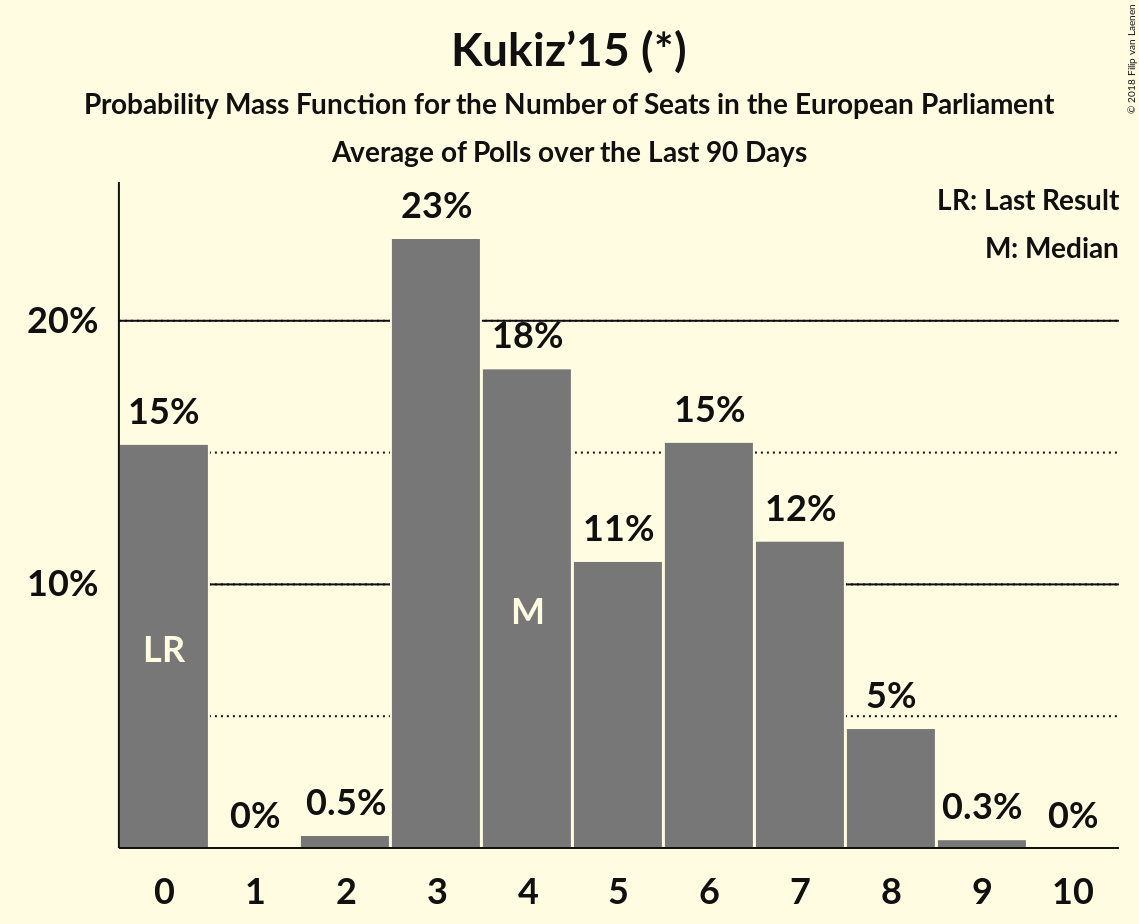 Kukiz’15 (*)
Probability Mass Function for the Number of Seats in the European Parliament
Average of Polls over the Last 90 Days
© 2018 Filip van Laenen
LR: Last Result
M: Median
20%
10%
15%
0%
0.5%
23%
18%
11%
15%
12%
5%
0.3%
0%
LR
M
0 1 2 3 4 5 6 7 8 9 10